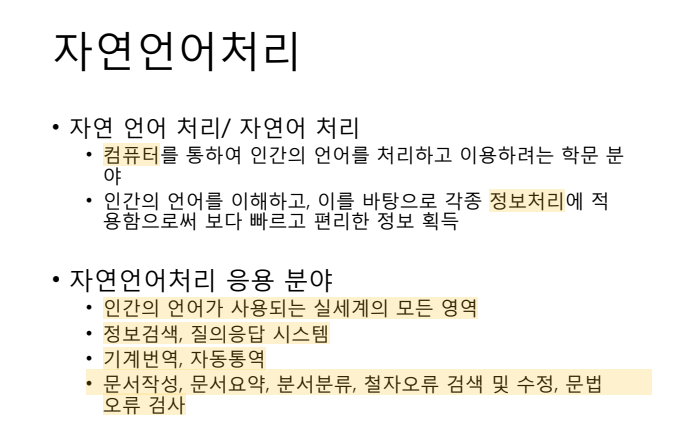 자연언어처리
• 자연 언어 처리/ 자연어 처리
• 컴퓨터를 통하여 인간의 언어를 처리하고 이용하려는 학문 분
야
• 인간의 언어를 이해하고, 이를 바탕으로 각종 정보처리에 적
용함으로써 보다 빠르고 편리한 정보 획득
• 자연언어처리 응용 분야
• 인간의 언어가 사용되는 실세계의 모든 영역
• 정보검색, 질의응답 시스템
• 기계번역, 자동통역
• 문서작성, 문서요약, 분서분류, 철자오류 검색 및 수정, 문법
오류 검사